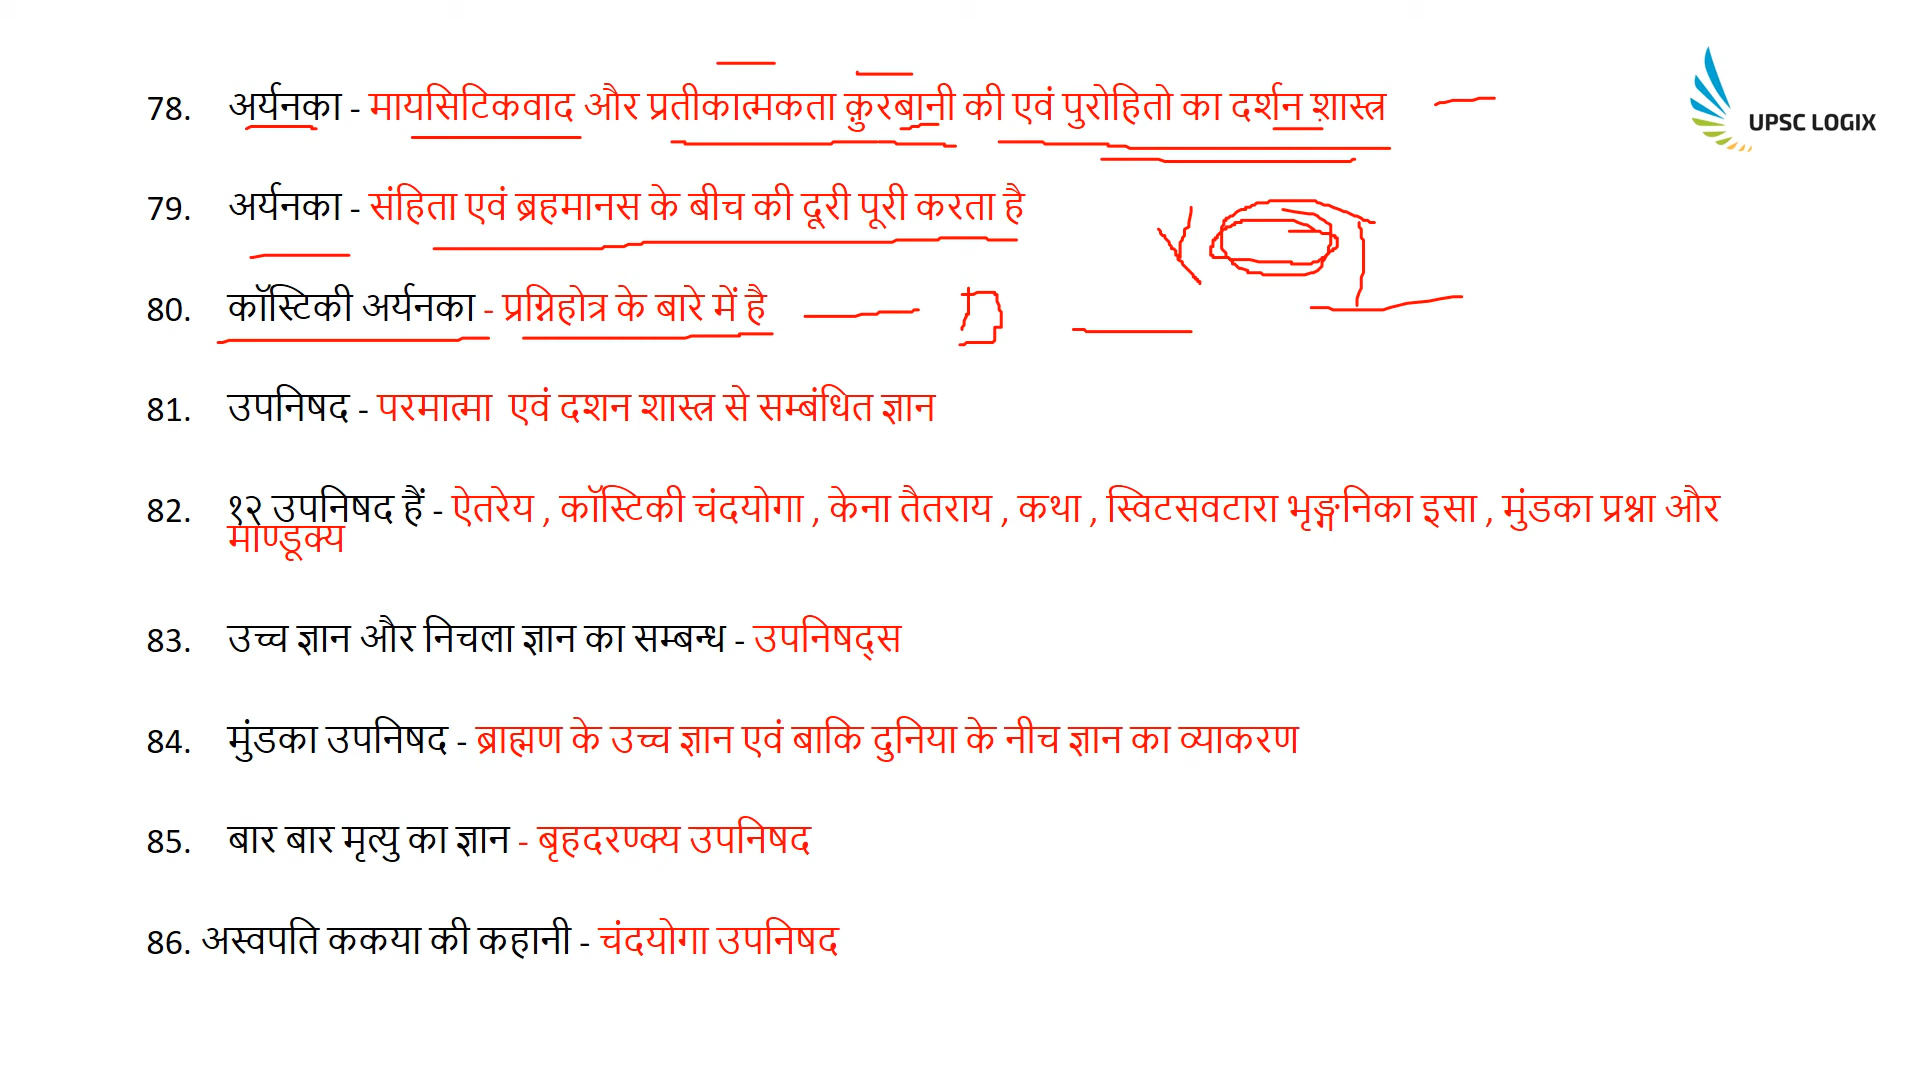 UPSC LOGIX
78. अर्यनका - मायसिटिकवाद और प्रतीकात्मकता क़ुरबानी की एवं पुरोहितो का दर्शन श़ास्त्र
79. अर्यनका - संहिता एवं ब्रहमानस के बीच की दूरी पूरी करता है
80. कॉस्टिकी अर्यनका - प्रग्निहोत्र के बारे में है
81. उपनिषद - परमात्मा एवं दशन शास्त्र से सम्बंधित ज्ञान
82. १२ उपनिषद हैं - ऐतरेय , कॉस्टिकी चंदयोगा , केना तैतराय , कथा , स्विटसवटारा भृङ्गनिका इसा , मुंडका प्रश्ना और
माण्डूक्य
83. उच्च ज्ञान और निचला ज्ञान का सम्बन्ध - उपनिषद्स
84. मुंडका उपनिषद - ब्राह्मण के उच्च ज्ञान एवं बाकि दुनिया के नीच ज्ञान का व्याकरण
85. बार बार मृत्यु का ज्ञान - बृहदरण्क्य उपनिषद
86. अस्वपति ककया की कहानी - चंदयोगा उपनिषद